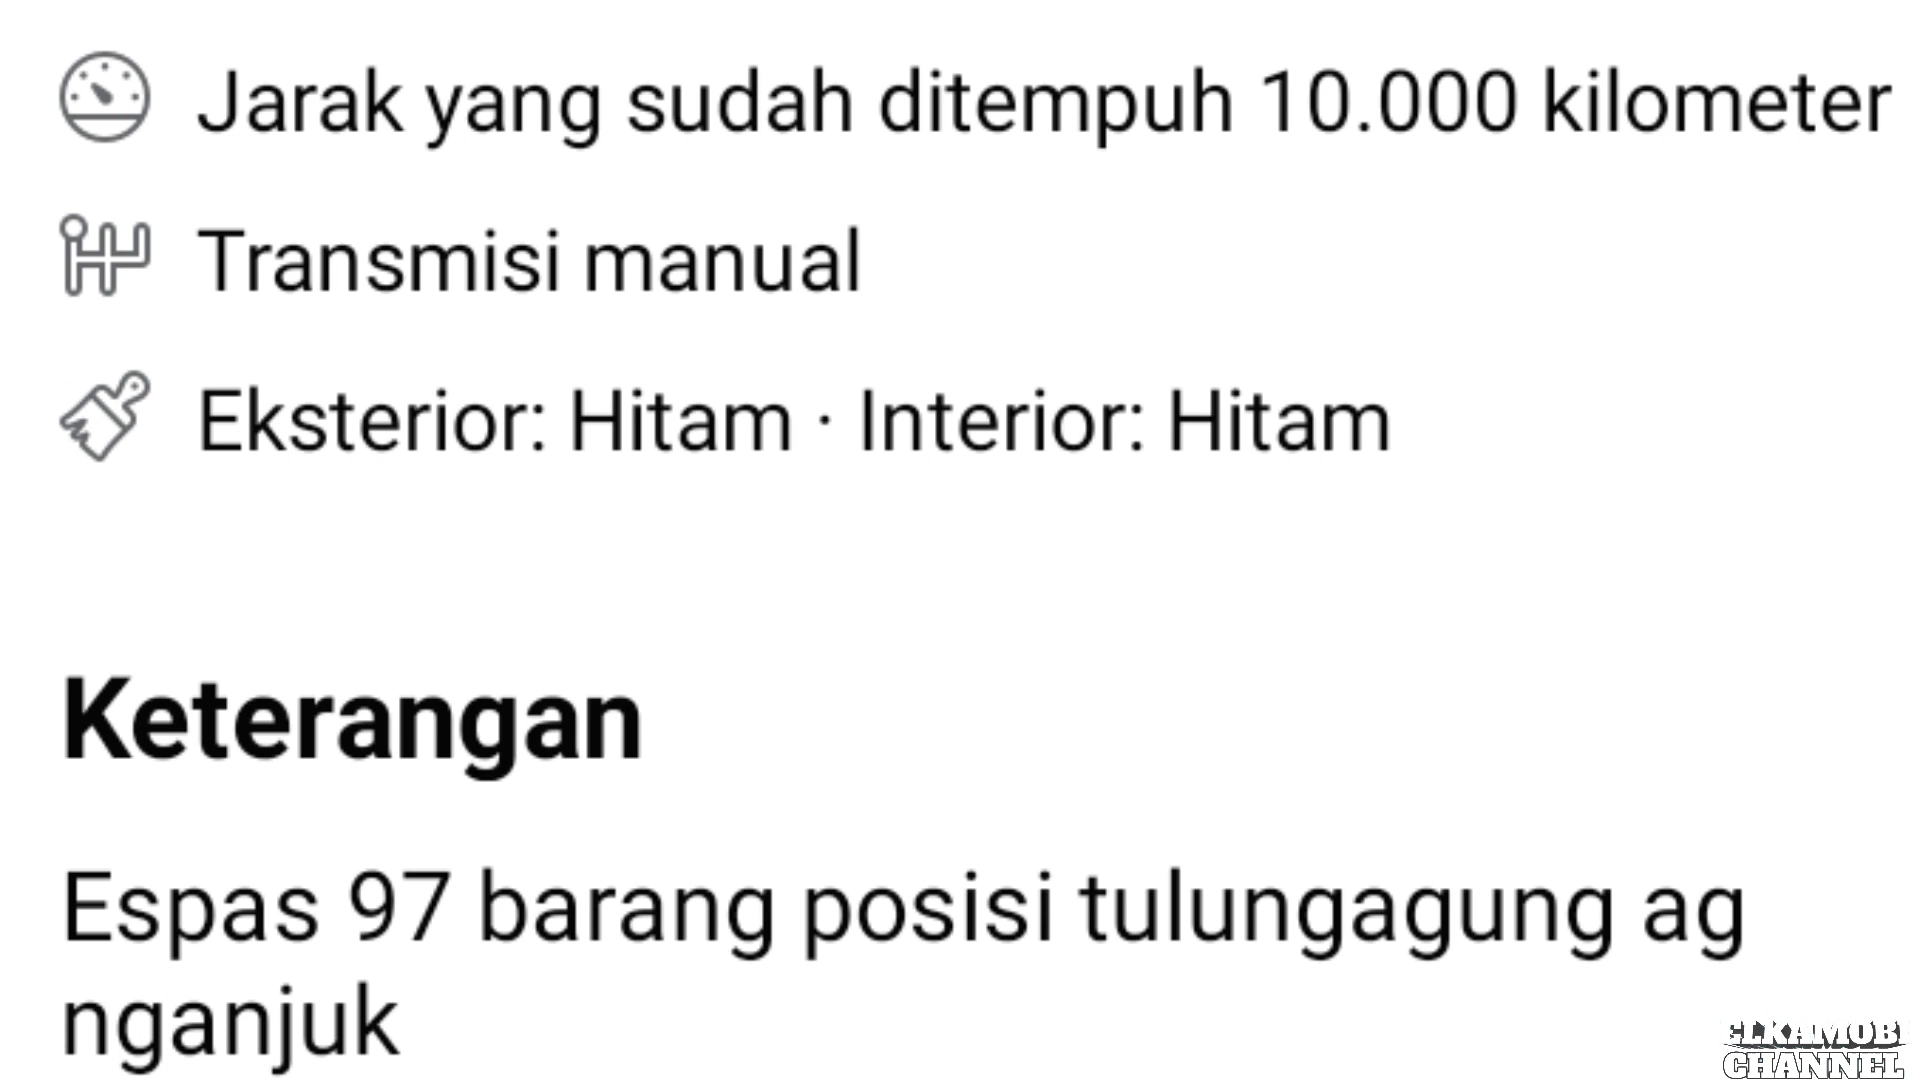 Jarak yang sudah ditempuh 10.000 kilometer
Transmisi manual
Eksterior: Hitam · Interior: Hitam
Keterangan
Espas 97 barang posisi tulungagung ag
nganjuk
ELKAMOBI
CHANNEL